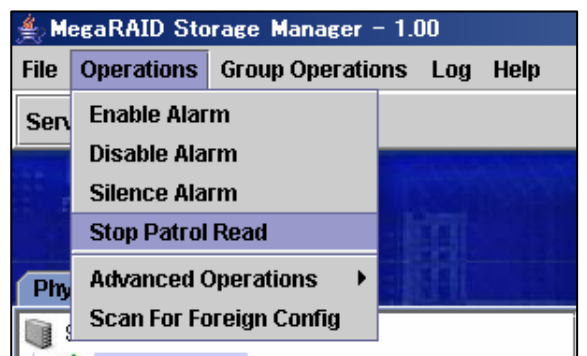 MegaRAID Storage Manager - 1.00
File Operations Group Operations Log Help
Enable Alarm
Disable Alarm
Silence Alarm
Stop Patrol Read
Advanced Operations
Scan For Foreign Config